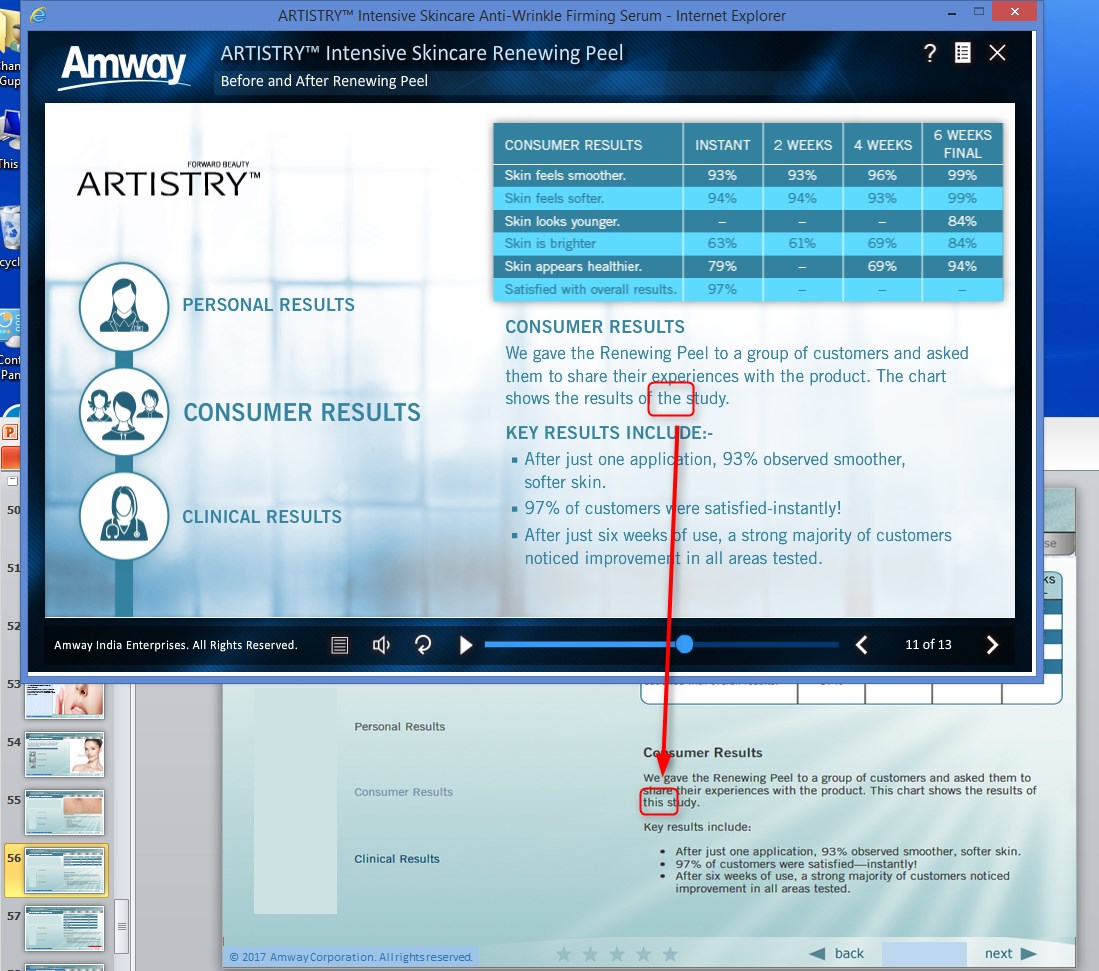 ARTISTRY™ Intensive Skincare Anti-Wrinkle Firming Serum - Internet Explorer
Amway
ARTISTRY™ Intensive Skincare Renewing Peel
Before and After Renewing Peel
?
FORWARD BEAUTY
ARTISTRY™
PERSONAL RESULTS
CONSUMER RESULTS
CLINICAL RESULTS
CONSUMER RESULTS INSTANT 2 WEEKS 4 WEEKS 6 WEEKS FINAL
Skin feels smoother. 93% 93% 96% 99%
Skin feels softer. 94% 94% 93% 99%
Skin looks younger. – – – 84%
Skin is brighter 63% 61% 69% 84%
Skin appears healthier. 79% – 69% 94%
Satisfied with overall results. 97% – – –
CONSUMER RESULTS
We gave the Renewing Peel to a group of customers and asked
them to share their experiences with the product. The chart
shows the results of the study.
KEY RESULTS INCLUDE:-
▪ After just one application, 93% observed smoother,
softer skin.
▪ 97% of customers were satisfied-instantly!
▪ After just six weeks of use, a strong majority of customers
noticed improvement in all areas tested.
Amway India Enterprises. All Rights Reserved.
11 of 13
This
Gup
Pan
50
51
52
53
54
55
56
57
Personal Results
Consumer Results
Clinical Results
Consumer Results
We gave the Renewing Peel to a group of customers and asked them to
share their experiences with the product. This chart shows the results of
this study.
Key results include:
• After just one application, 93% observed smoother, softer skin.
• 97% of customers were satisfied—instantly!
• After six weeks of use, a strong majority of customers noticed
improvement in all areas tested.
© 2017 Amway Corporation. All rights reserved.
back
next